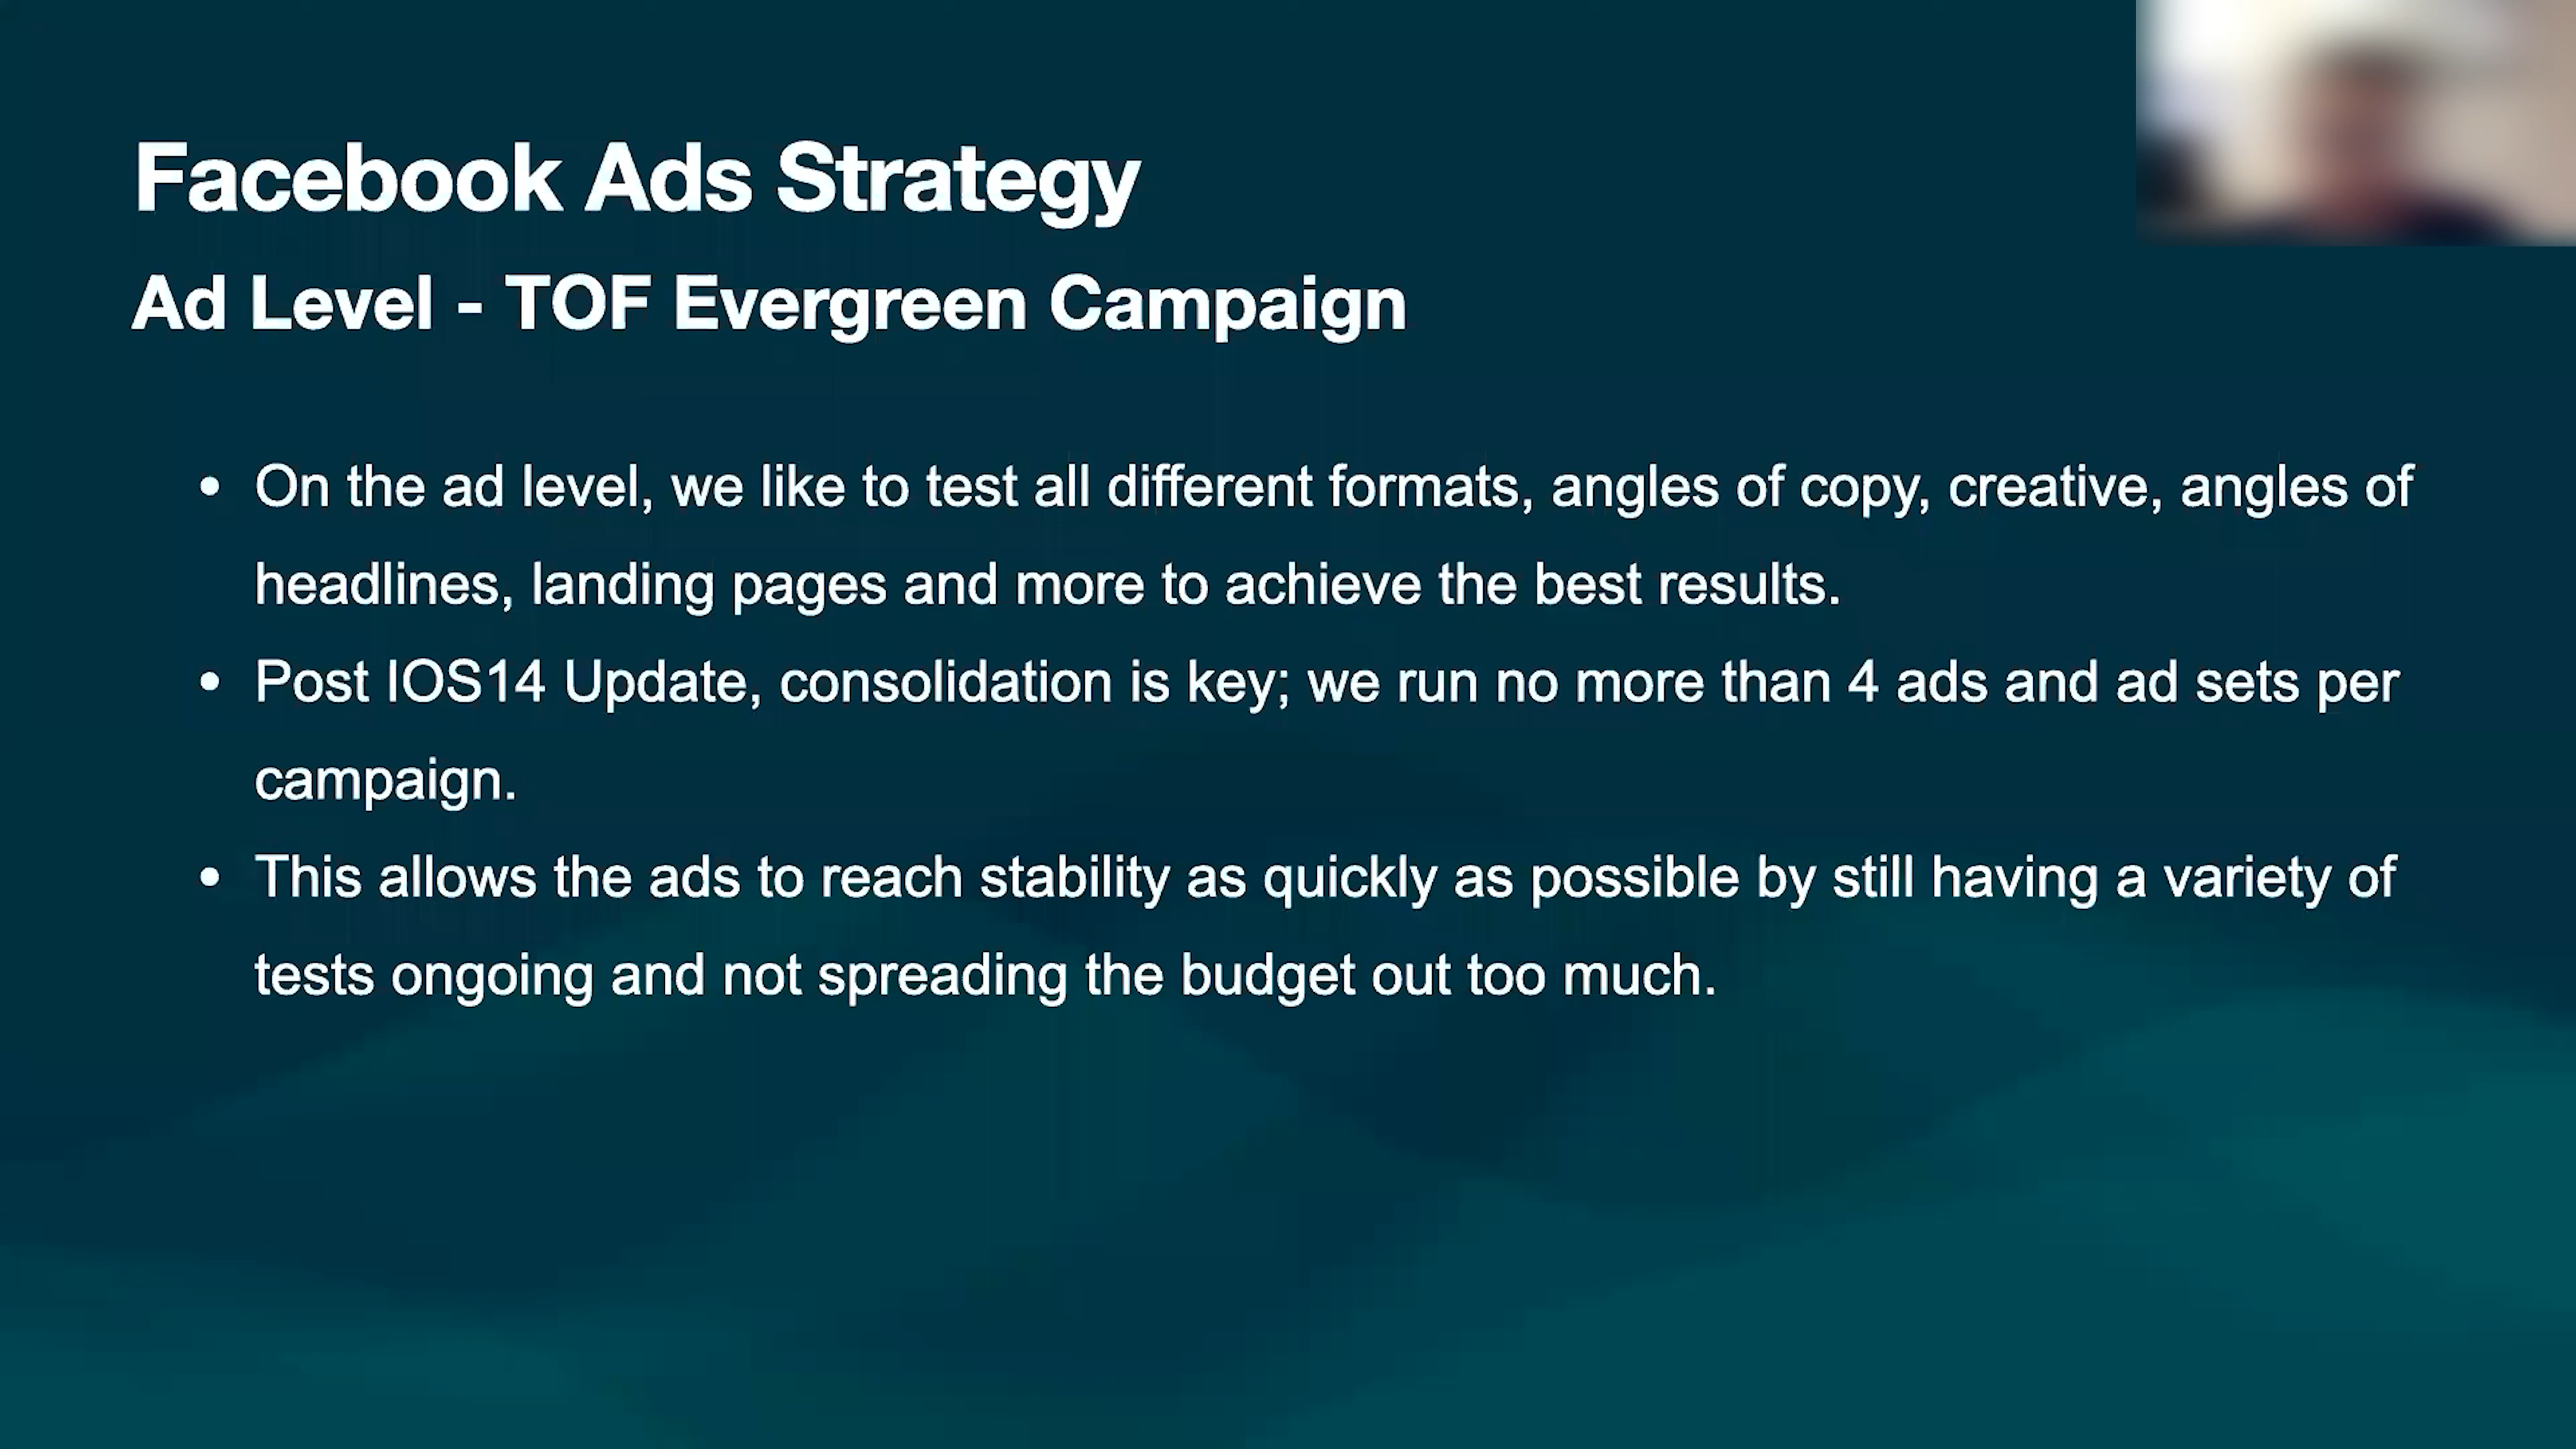 Facebook Ads Strategy
Ad Level - TOF Evergreen Campaign
• On the ad level, we like to test all different formats, angles of copy, creative, angles of
headlines, landing pages and more to achieve the best results.
• Post IOS14 Update, consolidation is key; we run no more than 4 ads and ad sets per
campaign.
• This allows the ads to reach stability as quickly as possible by still having a variety of
tests ongoing and not spreading the budget out too much.